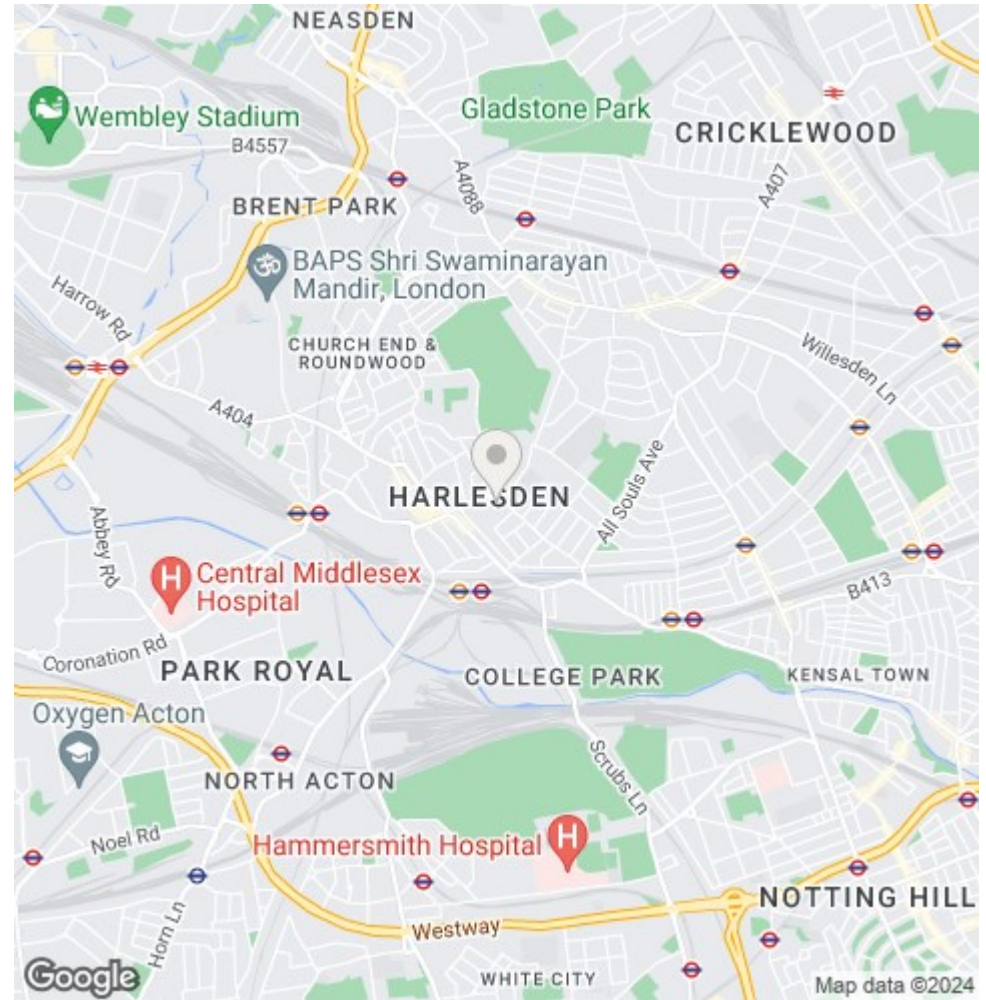 NEASDEN
Wembley Stadium
B4557
Gladstone Park
CRICKLEWOOD
A4088
A407
BRENT PARK
BAPS Shri Swaminarayan
Mandir, London
Harrow Rd
CHURCH END &
ROUNDWOOD
Willesden Ln
A404
HARLESDEN
All Souls Ave
Abbey Rd
H
Central Middlesex
Hospital
B413
Coronation Rd
PARK ROYAL
COLLEGE PARK
KENSAL TOWN
Oxygen Acton
Scrubs Ln
NORTH ACTON
Noel Rd
Hammersmith Hospital
H
NOTTING HILL
Horn Ln
Westway
WHITE CITY
Google
Map data ©2024